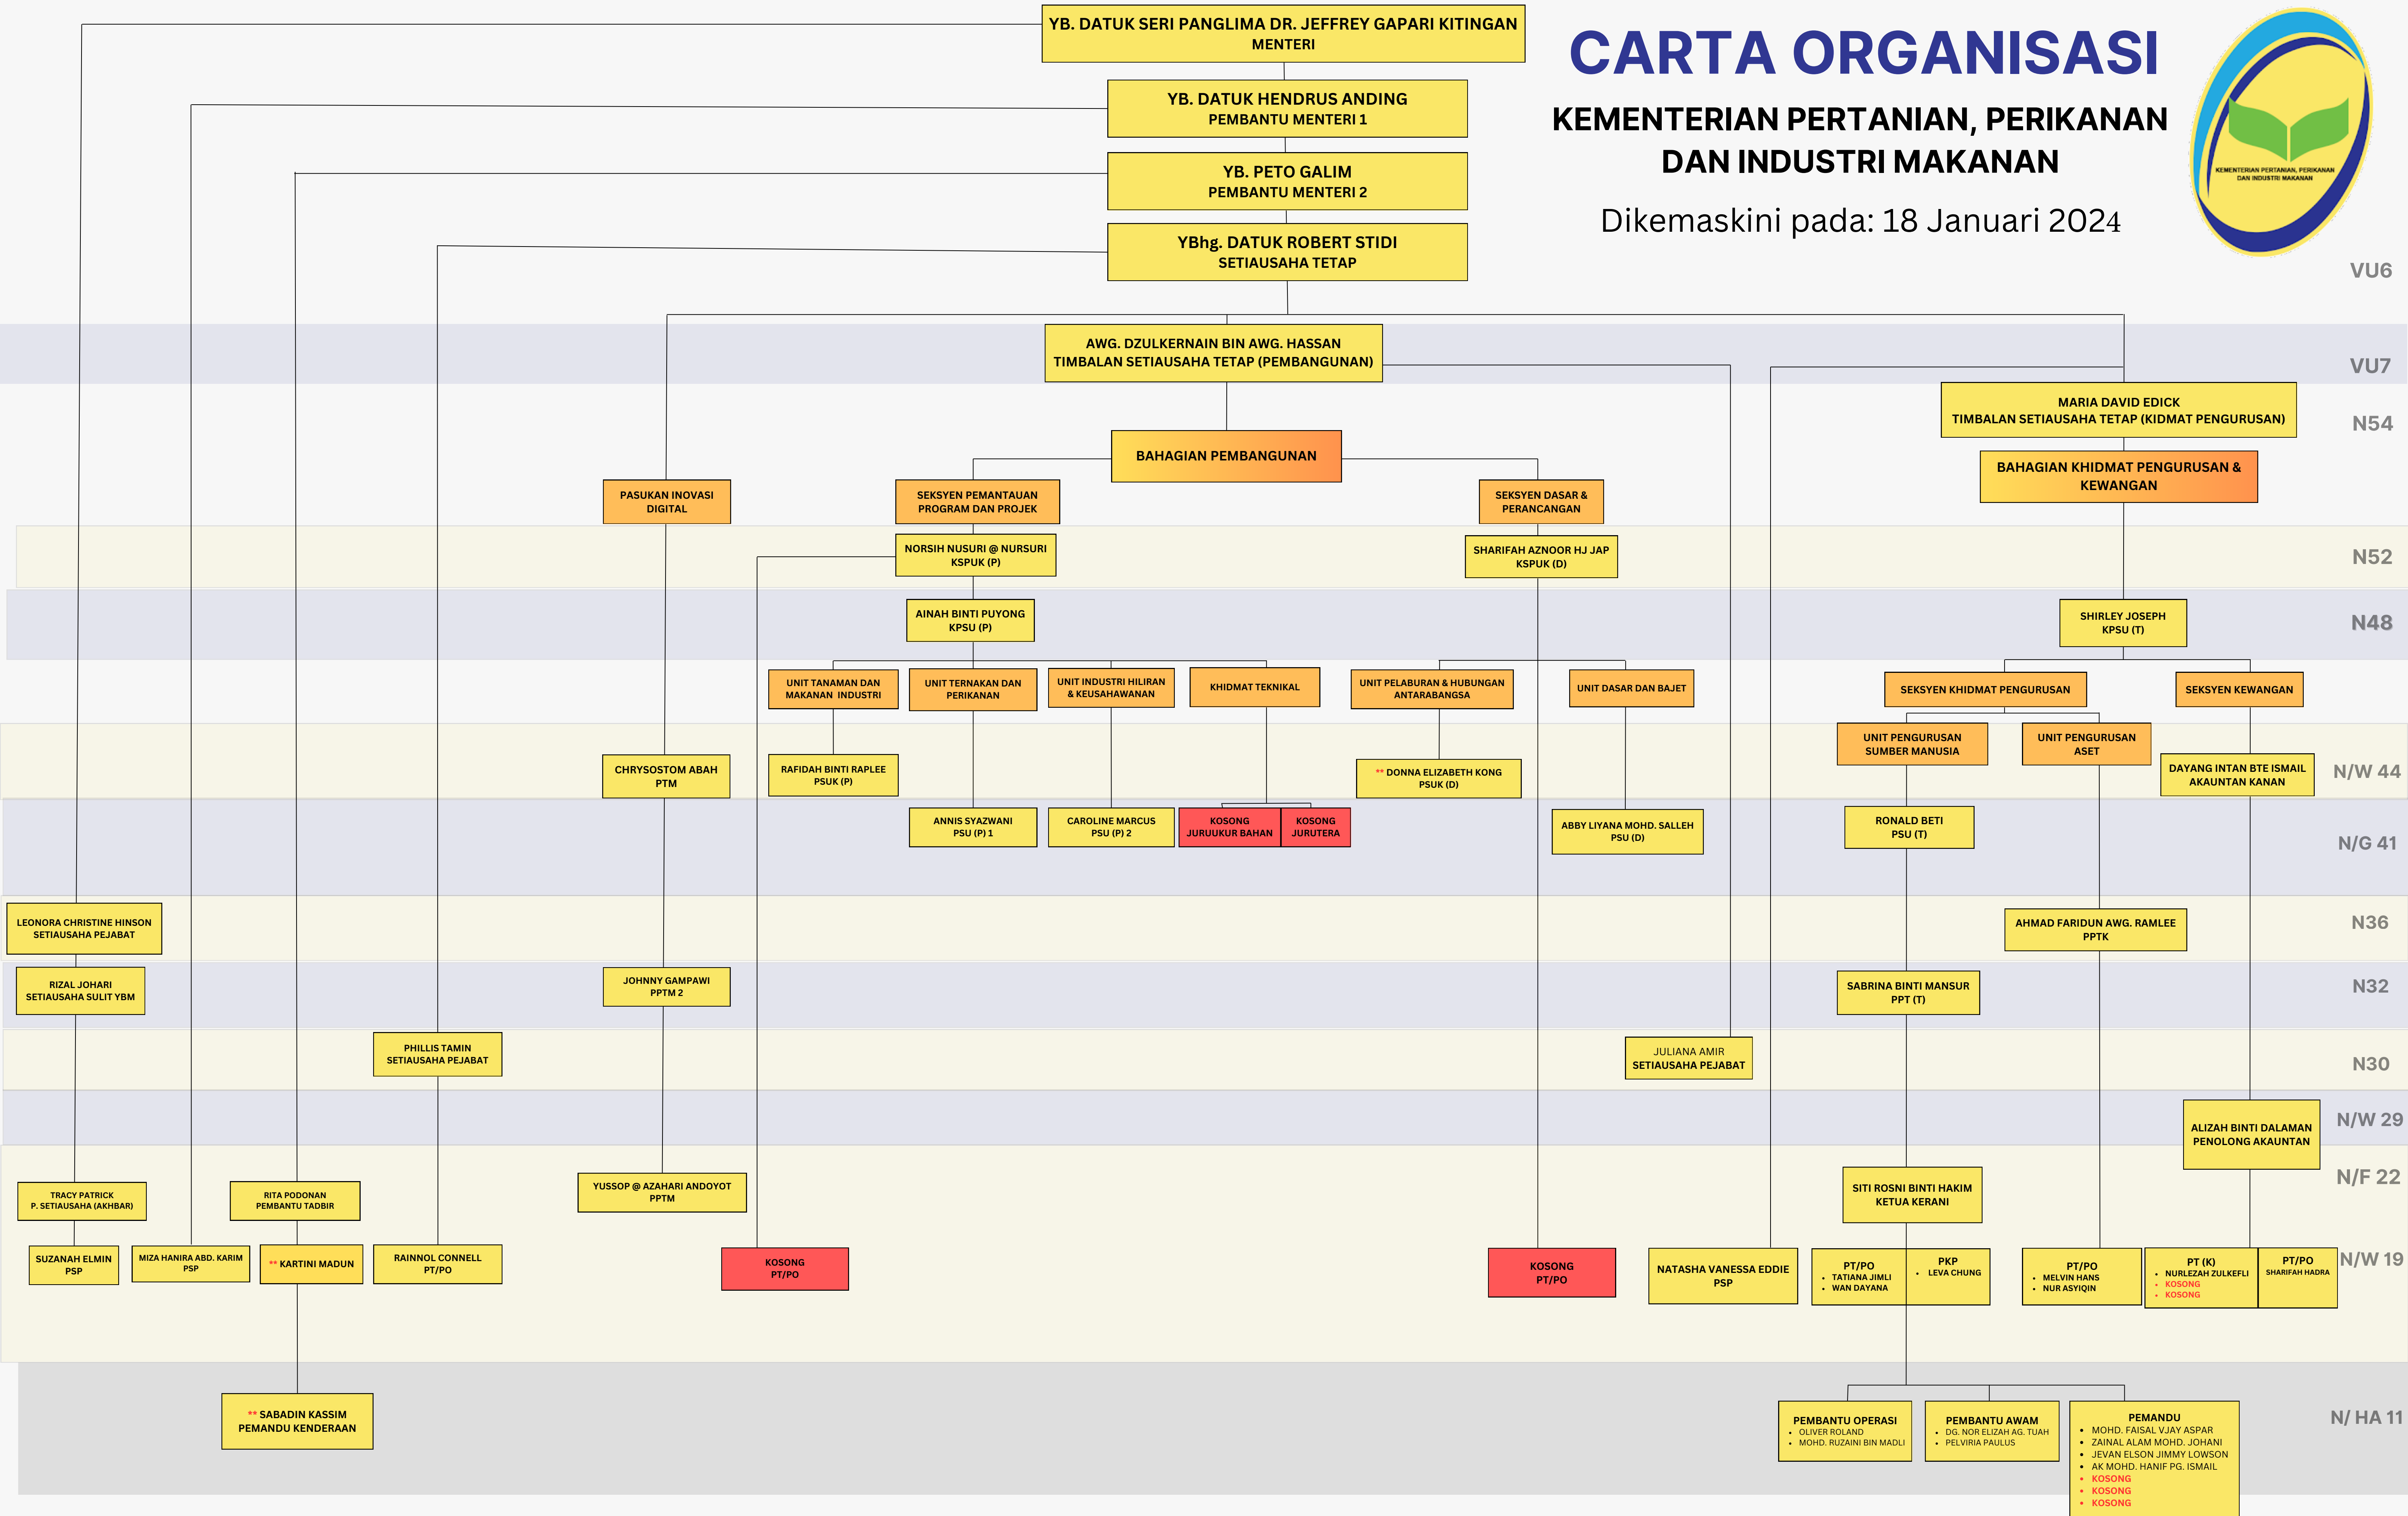 YB. DATUK SERI PANGLIMA DR. JEFFREY GAPARI KITINGAN
MENTERI
CARTA ORGANISASI
KEMENTERIAN PERTANIAN, PERIKANAN
DAN INDUSTRI MAKANAN
Dikemaskini pada: 18 Januari 2024
KEMENTERIAN PERTANIAN, PERIKANAN
DAN INDUSTRI MAKANAN
YB. DATUK HENDRUS ANDING
PEMBANTU MENTERI 1
YB. PETO GALIM
PEMBANTU MENTERI 2
YBhg. DATUK ROBERT STIDI
SETIAUSAHA TETAP
VU6
AWG. DZULKERNAIN BIN AWG. HASSAN
TIMBALAN SETIAUSAHA TETAP (PEMBANGUNAN)
VU7
MARIA DAVID EDICK
TIMBALAN SETIAUSAHA TETAP (KIDMAT PENGURUSAN)
N54
BAHAGIAN PEMBANGUNAN
BAHAGIAN KHIDMAT PENGURUSAN &
KEWANGAN
PASUKAN INOVASI
DIGITAL
SEKSYEN PEMANTAUAN
PROGRAM DAN PROJEK
SEKSYEN DASAR &
PERANCANGAN
NORSIH NUSURI @ NURSURI
KSPUK (P)
SHARIFAH AZNOOR HJ JAP
KSPUK (D)
N52
AINAH BINTI PUYONG
KPSU (P)
SHIRLEY JOSEPH
KPSU (T)
N48
UNIT TANAMAN DAN
MAKANAN INDUSTRI
UNIT TERNAKAN DAN
PERIKANAN
UNIT INDUSTRI HILIRAN
& KEUSAHAWANAN
KHIDMAT TEKNIKAL
UNIT PELABURAN & HUBUNGAN
ANTARABANGSA
UNIT DASAR DAN BAJET
SEKSYEN KHIDMAT PENGURUSAN
SEKSYEN KEWANGAN
UNIT PENGURUSAN
SUMBER MANUSIA
UNIT PENGURUSAN
ASET
CHRYSOSTOM ABAH
PTM
RAFIDAH BINTI RAPLEE
PSUK (P)
** DONNA ELIZABETH KONG
PSUK (D)
DAYANG INTAN BTE ISMAIL
AKAUNTAN KANAN
N/W 44
ANNIS SYAZWANI
PSU (P) 1
CAROLINE MARCUS
PSU (P) 2
KOSONG
JURUUKUR BAHAN
KOSONG
JURUTERA
ABBY LIYANA MOHD. SALLEH
PSU (D)
RONALD BETI
PSU (T)
N/G 41
LEONORA CHRISTINE HINSON
SETIAUSAHA PEJABAT
AHMAD FARIDUN AWG. RAMLEE
PPTK
N36
RIZAL JOHARI
SETIAUSAHA SULIT YBM
JOHNNY GAMPAWI
PPTM 2
SABRINA BINTI MANSUR
PPT (T)
N32
PHILLIS TAMIN
SETIAUSAHA PEJABAT
JULIANA AMIR
SETIAUSAHA PEJABAT
N30
ALIZAH BINTI DALAMAN
PENOLONG AKAUNTAN
N/W 29
TRACY PATRICK
P. SETIAUSAHA (AKHBAR)
RITA PODONAN
PEMBANTU TADBIR
YUSSOP @ AZAHARI ANDOYOT
PPTM
SITI ROSNI BINTI HAKIM
KETUA KERANI
N/F 22
SUZANAH ELMIN
PSP
MIZA HANIRA ABD. KARIM
PSP
** KARTINI MADUN
RAINNOL CONNELL
PT/PO
KOSONG
PT/PO
KOSONG
PT/PO
NATASHA VANESSA EDDIE
PSP
PT/PO
• TATIANA JIMLI
• WAN DAYANA
PKP
• LEVA CHUNG
PT/PO
• MELVIN HANS
• NUR ASYIQIN
PT (K)
• NURLEZAH ZULKEFLI
• KOSONG
• KOSONG
PT/PO
SHARIFAH HADRA
N/W 19
** SABADIN KASSIM
PEMANDU KENDERAAN
PEMBANTU OPERASI
• OLIVER ROLAND
• MOHD. RUZAINI BIN MADLI
PEMBANTU AWAM
• DG. NOR ELIZAH AG. TUAH
• PELVIRIA PAULUS
PEMANDU
• MOHD. FAISAL VJAY ASPAR
• ZAINAL ALAM MOHD. JOHANI
• JEVAN ELSON JIMMY LOWSON
• AK MOHD. HANIF PG. ISMAIL
• KOSONG
• KOSONG
• KOSONG
N/ HA 11